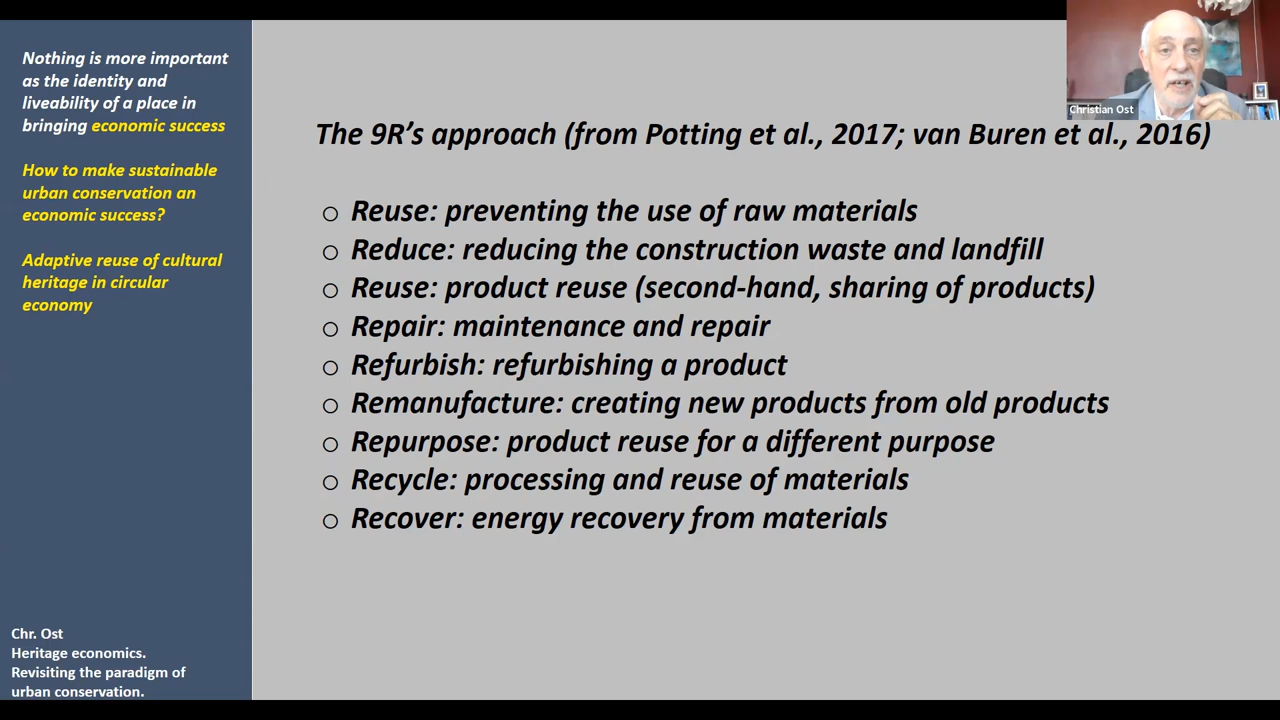 Nothing is more important
as the identity and
liveability of a place in
bringing economic success
How to make sustainable
urban conservation an
economic success?
Adaptive reuse of cultural
heritage in circular
economy
Chr. Ost
Heritage economics.
Revisiting the paradigm of
urban conservation.
The 9R’s approach (from Potting et al., 2017; van Buren et al., 2016)
o Reuse: preventing the use of raw materials
o Reduce: reducing the construction waste and landfill
o Reuse: product reuse (second-hand, sharing of products)
o Repair: maintenance and repair
o Refurbish: refurbishing a product
o Remanufacture: creating new products from old products
o Repurpose: product reuse for a different purpose
o Recycle: processing and reuse of materials
o Recover: energy recovery from materials
Christian Ost